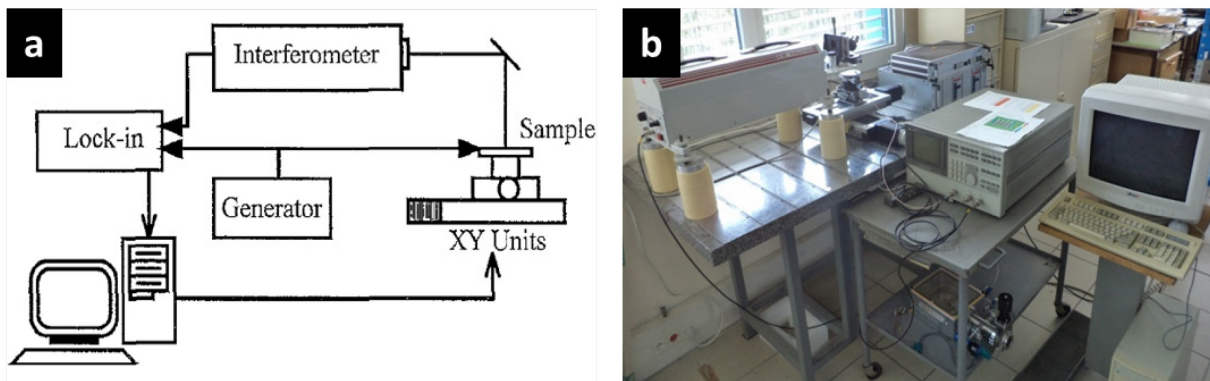 a
Interferometer
Lock-in
Sample
Generator
XY Units
b